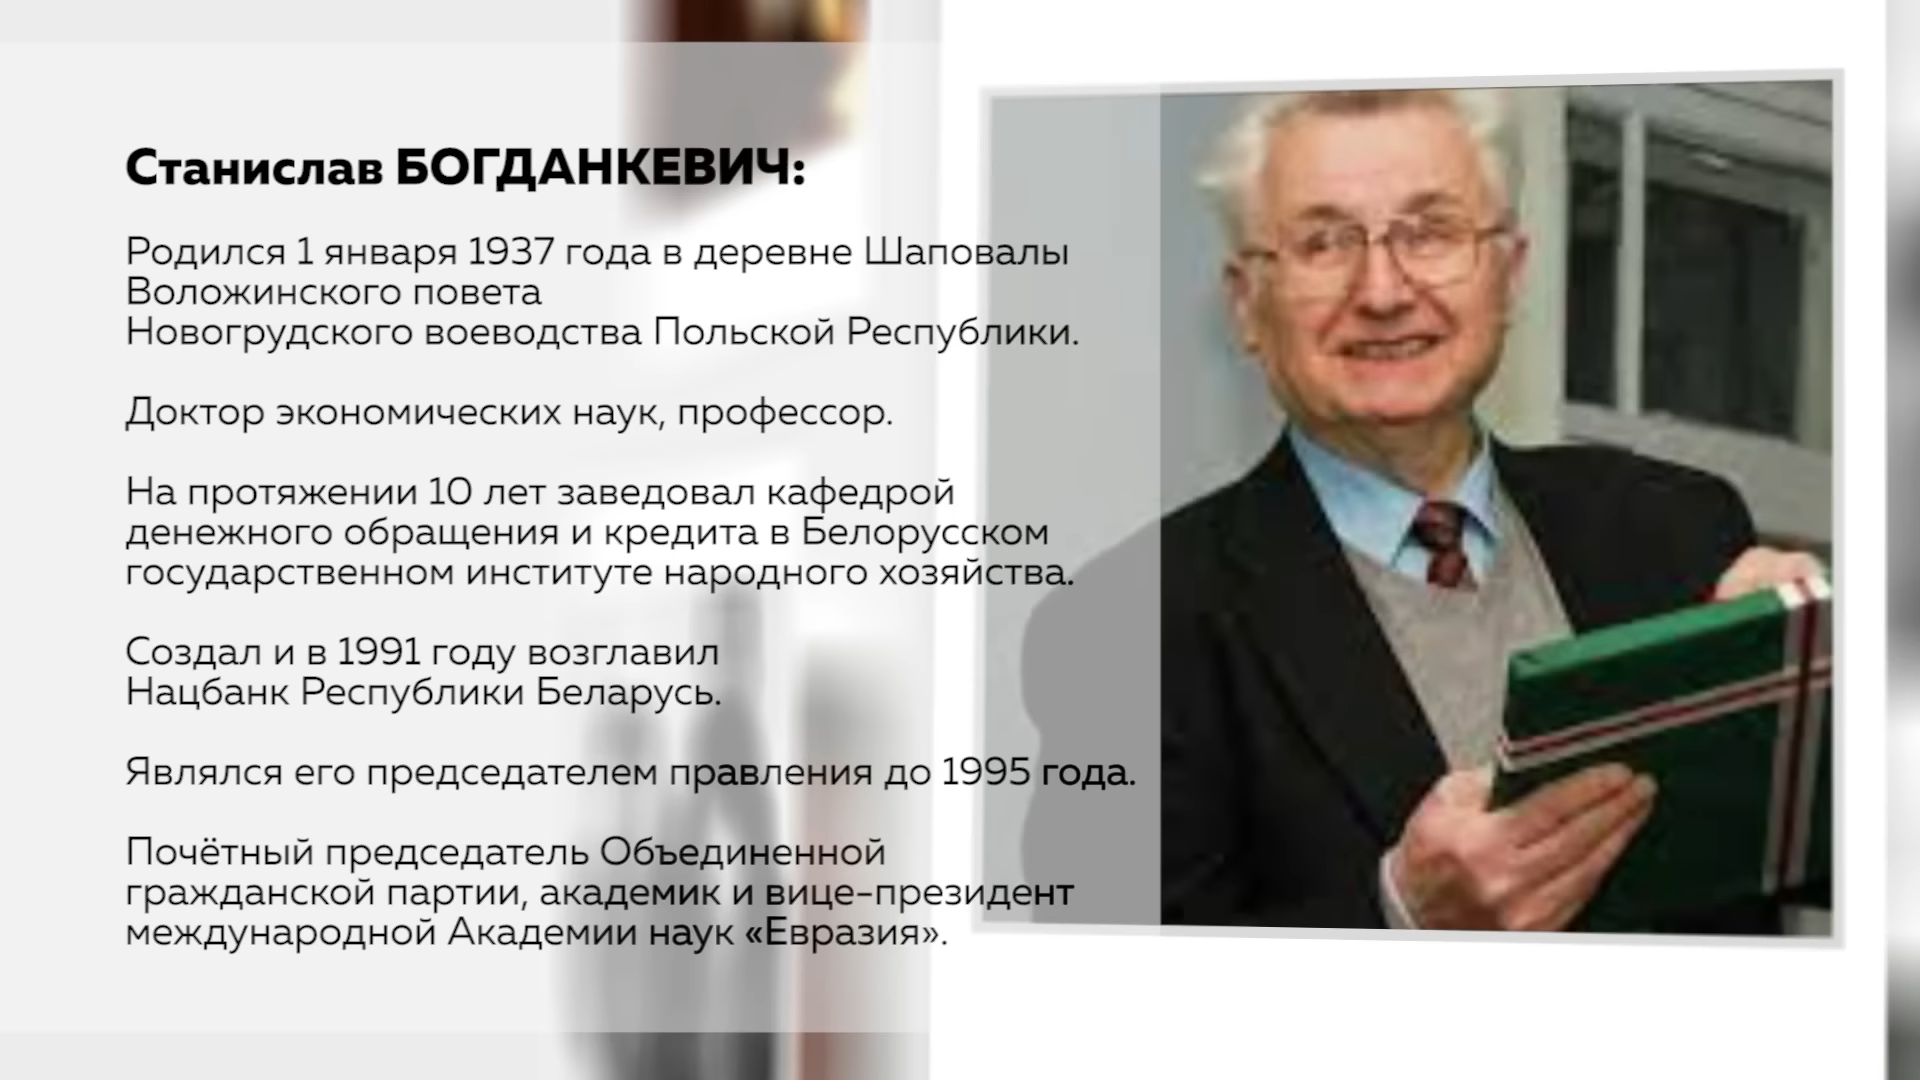 Станислав БОГДАНКЕВИЧ:
Родился 1 января 1937 года в деревне Шаповалы
Воложинского повета
Новогрудского воеводства Польской Республики.
Доктор экономических наук, профессор.
На протяжении 10 лет заведовал кафедрой
денежного обращения и кредита в Белорусском
государственном институте народного хозяйства.
Создал и в 1991 году возглавил
Нацбанк Республики Беларусь.
Являлся его председателем правления до 1995 года.
Почётный председатель Объединенной
гражданской партии, академик и вице-президент
международной Академии наук «Евразия».